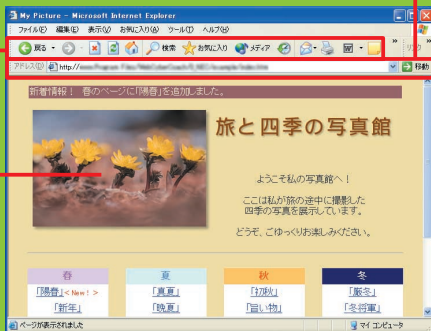 My Picture - Microsoft Internet Explorer
ファイル(F) 編集(E) 表示(V) お気に入り(A) ツール(T) ヘルプ(H)
戻る 検索 お気に入り メディア リンク
アドレス(D) http:// 移動
新着情報！ 春のページに「陽春」を追加しました。
旅と四季の写真館
ようこそ私の写真館へ！
ここは私が旅の途中に撮影した
四季の写真を展示しています。
どうぞ、ごゆっくりお楽しみください。
春 夏 秋 冬
「陽春」< New ! > 「真夏」 「初秋」 「厳冬」
「新年」 「晩夏」 「旨い物」 「冬将軍」
ページが表示されました マイ コンピュータ